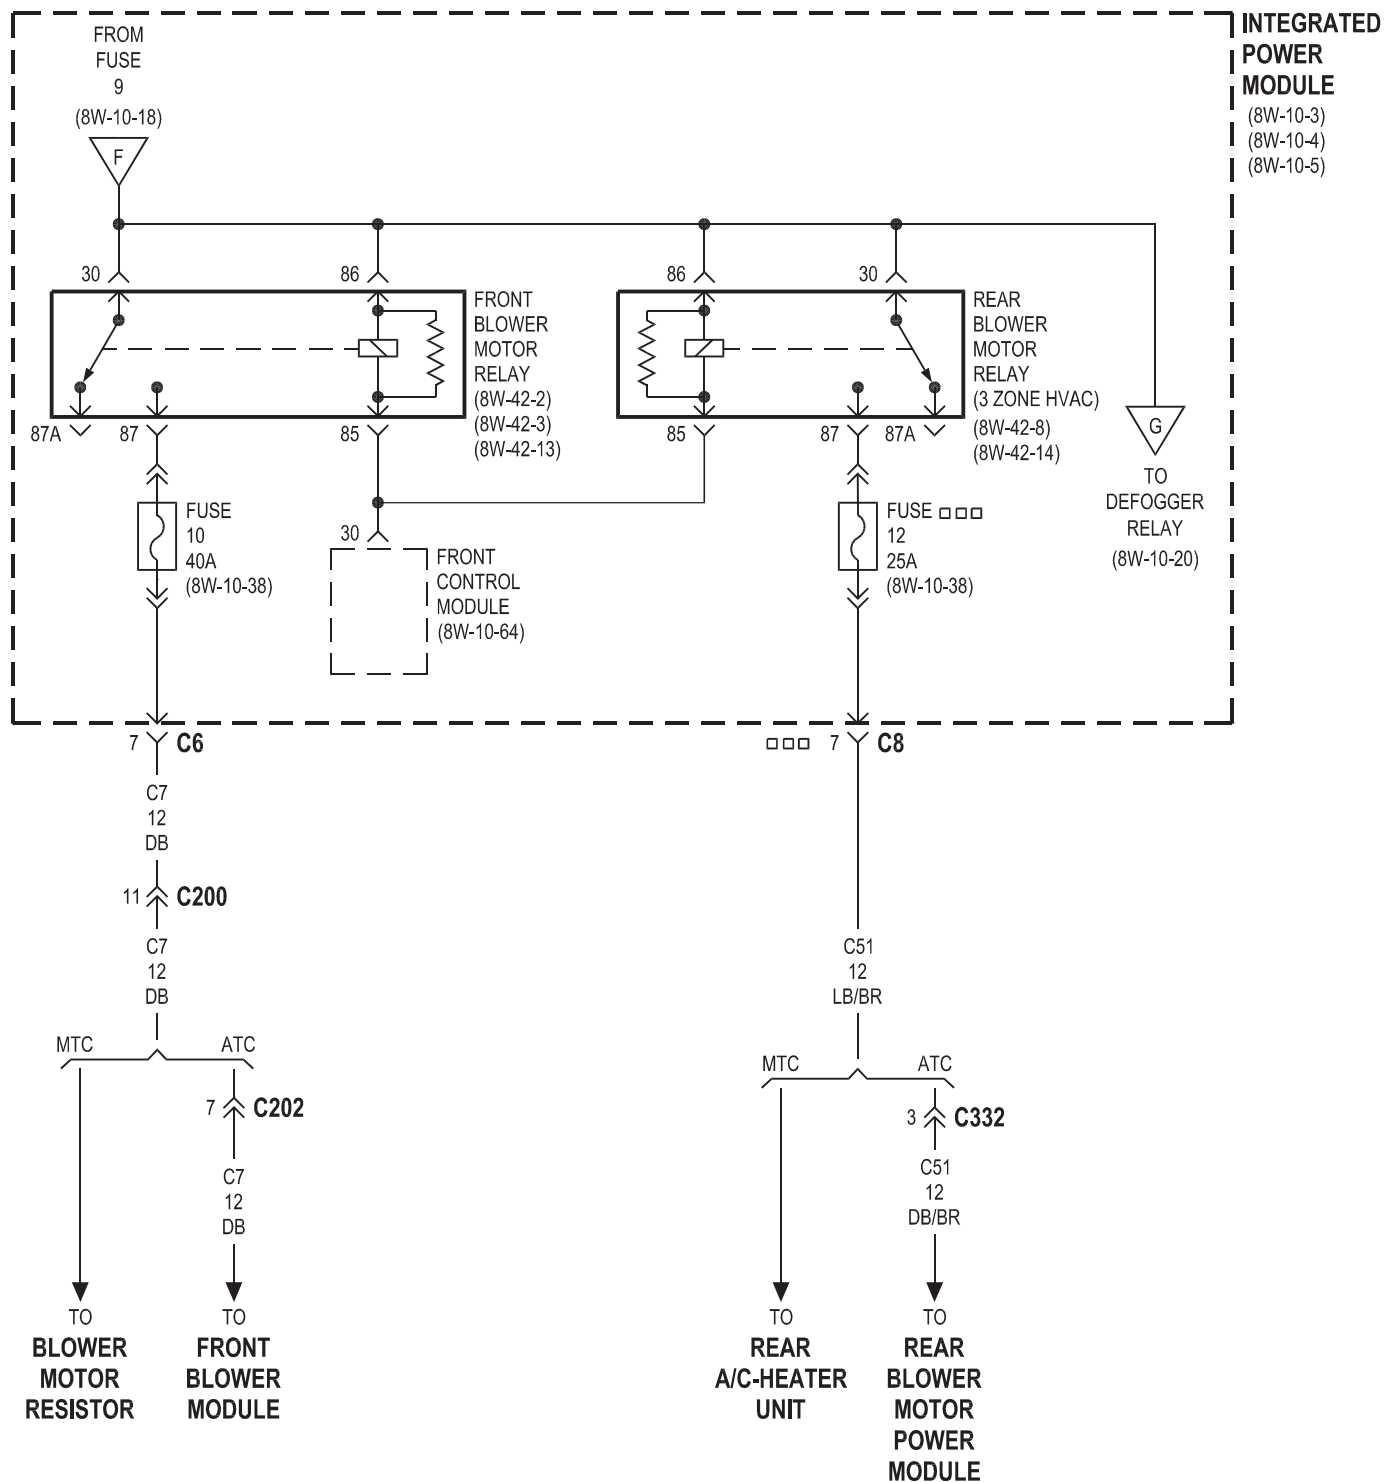 INTEGRATED
POWER
MODULE
(8W-10-3)
(8W-10-4)
(8W-10-5)
FROM
FUSE
9
(8W-10-18)
F
30
86
86
30
FRONT
BLOWER
MOTOR
RELAY
(8W-42-2)
(8W-42-3)
(8W-42-13)
REAR
BLOWER
MOTOR
RELAY
(3 ZONE HVAC)
(8W-42-8)
(8W-42-14)
87A
87
85
85
87
87A
G
TO
DEFOGGER
RELAY
(8W-10-20)
FUSE
10
40A
(8W-10-38)
30
FRONT
CONTROL
MODULE
(8W-10-64)
FUSE □□□
12
25A
(8W-10-38)
7 C6
□□□ 7 C8
C7
12
DB
11 C200
C7
12
DB
C51
12
LB/BR
MTC ATC
MTC ATC
7 C202
3 C332
C7
12
DB
C51
12
DB/BR
TO
BLOWER
MOTOR
RESISTOR
TO
FRONT
BLOWER
MODULE
TO
REAR
A/C-HEATER
UNIT
TO
REAR
BLOWER
MOTOR
POWER
MODULE